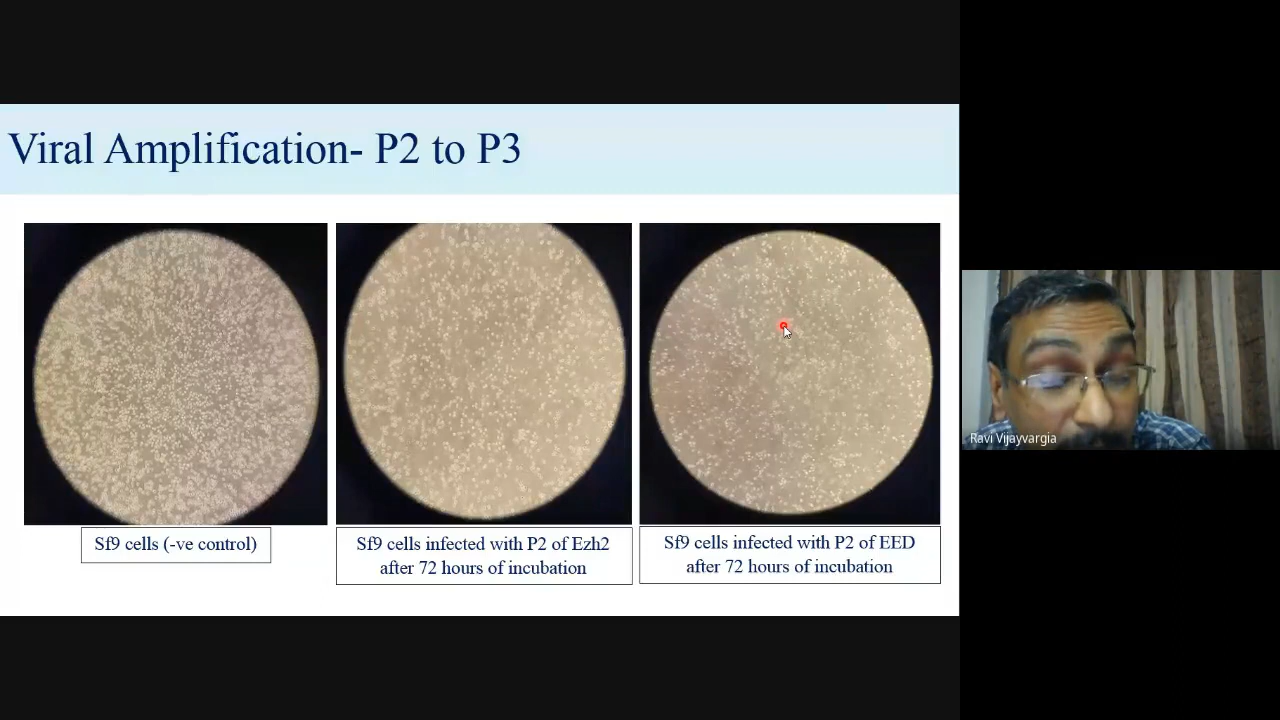 Viral Amplification- P2 to P3
Sf9 cells (-ve control)
Sf9 cells infected with P2 of Ezh2
after 72 hours of incubation
Sf9 cells infected with P2 of EED
after 72 hours of incubation
Ravi Vijayvargia